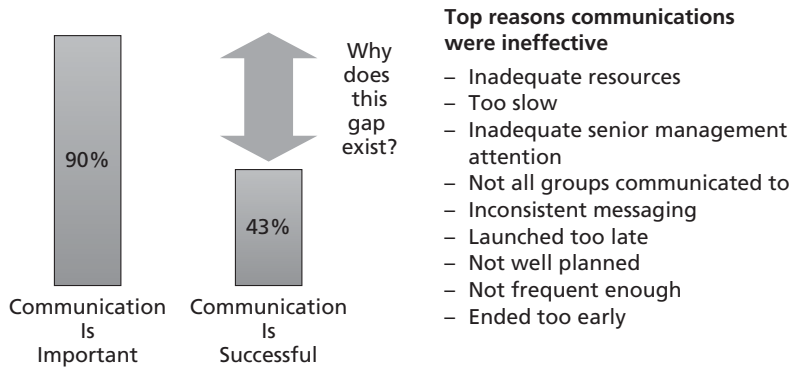 90%
Communication
Is
Important
Why
does
this
gap
exist?
43%
Communication
Is
Successful
Top reasons communications
were ineffective
– Inadequate resources
– Too slow
– Inadequate senior management
attention
– Not all groups communicated to
– Inconsistent messaging
– Launched too late
– Not well planned
– Not frequent enough
– Ended too early